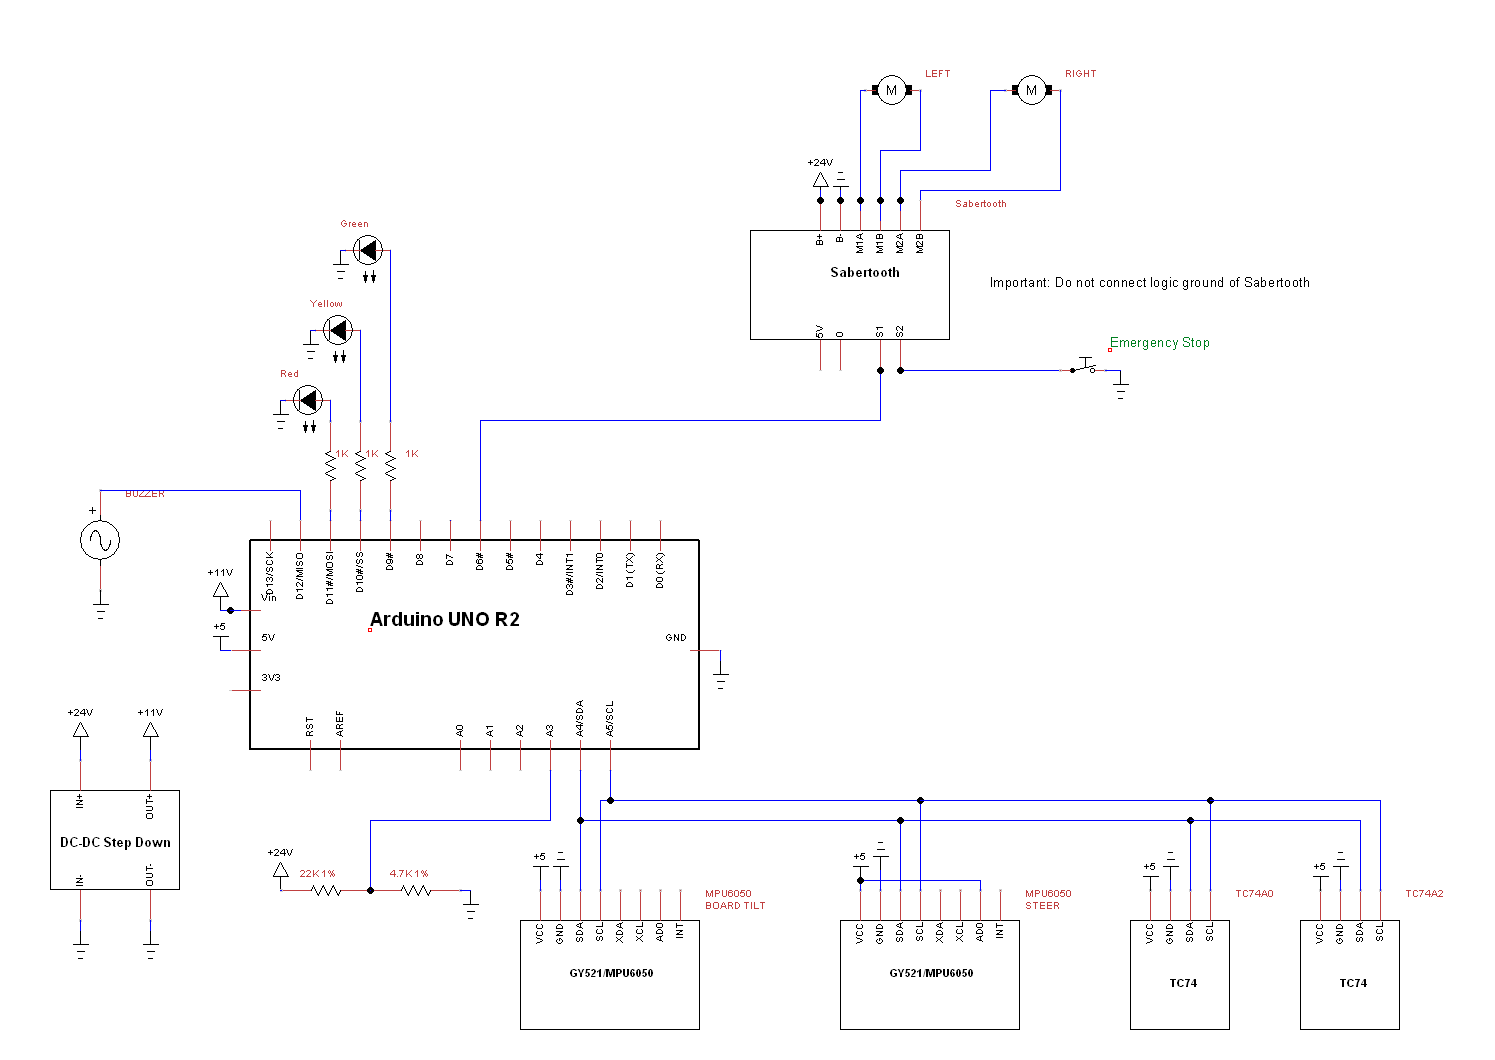 LEFT
RIGHT
M
M
+24V
Sabertooth
B+
B-
M1A
M1B
M2A
M2B
Sabertooth
Important: Do not connect logic ground of Sabertooth
5V
0
S1
S2
Emergency Stop
Green
Yellow
Red
1K
1K
1K
BUZZER
+
D13/SCK
D12/MISO
D11#/MOSI
D10#/SS
D9#
D8
D7
D6#
D5#
D4
D3#/INT1
D2/INT0
D1(TX)
D0(RX)
+11V
Vin
Arduino UNO R2
+5
5V
GND
3V3
RST
AREF
A0
A1
A2
A3
A4/SDA
A5/SCL
+24V
+11V
IN+
OUT+
DC-DC Step Down
IN-
OUT-
+24V
22K1%
4.7K1%
+5
MPU6050
BOARD TILT
VCC
GND
SDA
SCL
XDA
XCL
AD0
INT
GY521/MPU6050
+5
MPU6050
STEER
VCC
GND
SDA
SCL
XDA
XCL
AD0
INT
GY521/MPU6050
+5
TC74A0
VCC
GND
SDA
SCL
TC74
+5
TC74A2
VCC
GND
SDA
SCL
TC74